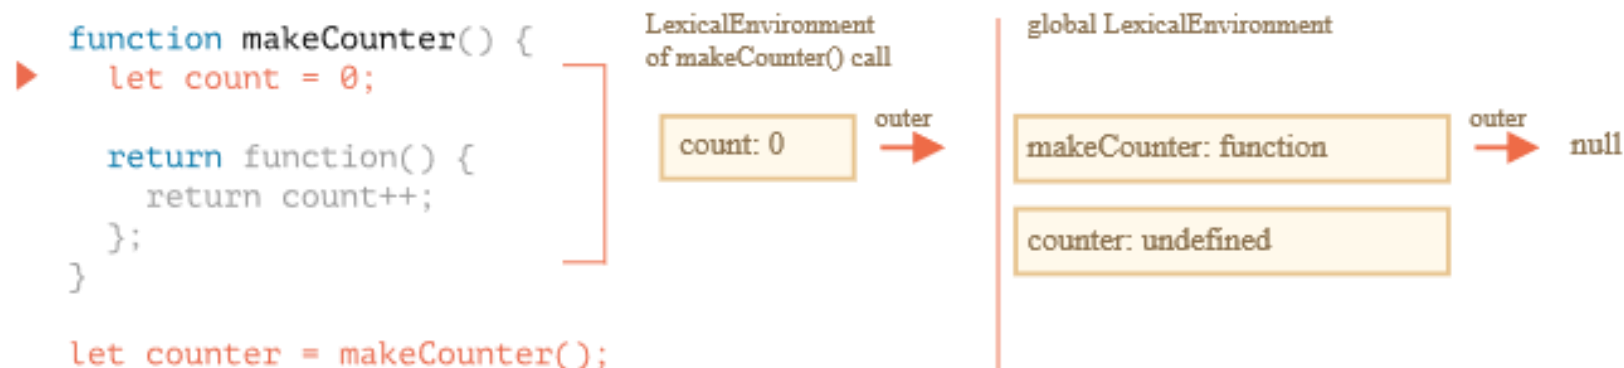 function makeCounter() {
let count = 0;
return function() {
return count++;
};
}
let counter = makeCounter();
LexicalEnvironment
of makeCounter() call
count: 0
outer
global LexicalEnvironment
makeCounter: function
outer
null
counter: undefined